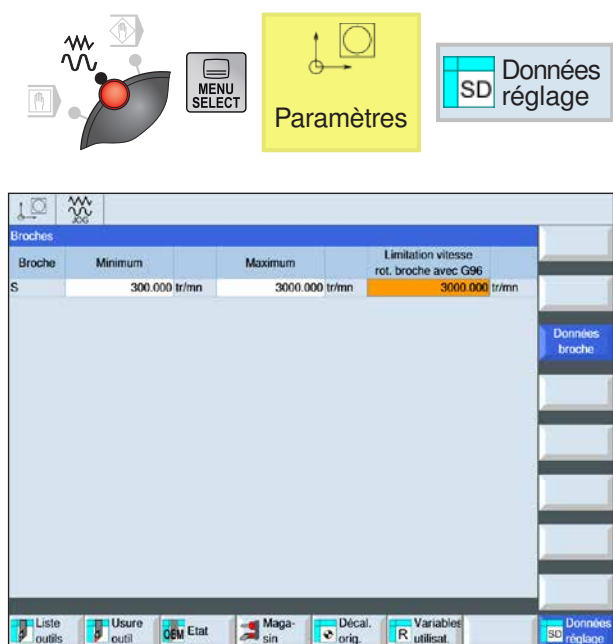 MENU
SELECT
Paramètres
SD
Données
réglage
JOG
Broches
Broche
Minimum
Maximum
Limitation vitesse
rot. broche avec G96
S
300.000 tr/mn
3000.000 tr/mn
3000.000 tr/mn
Données
broche
Liste
outils
Usure
outil
OEM Etat
Maga-
sin
Décal.
orig.
R
Variables
utilisat.
SD
Données
réglage